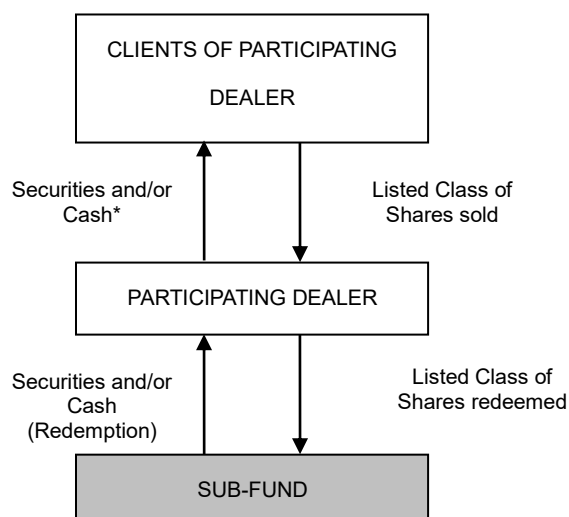 CLIENTS OF PARTICIPATING
DEALER
Securities and/or
Cash*
Listed Class of
Shares sold
PARTICIPATING DEALER
Securities and/or
Cash
(Redemption)
Listed Class of
Shares redeemed
SUB-FUND